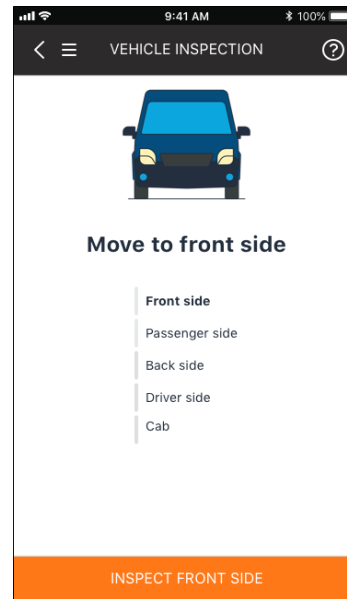 9:41 AM
100%
VEHICLE INSPECTION
?
Move to front side
Front side
Passenger side
Back side
Driver side
Cab
INSPECT FRONT SIDE